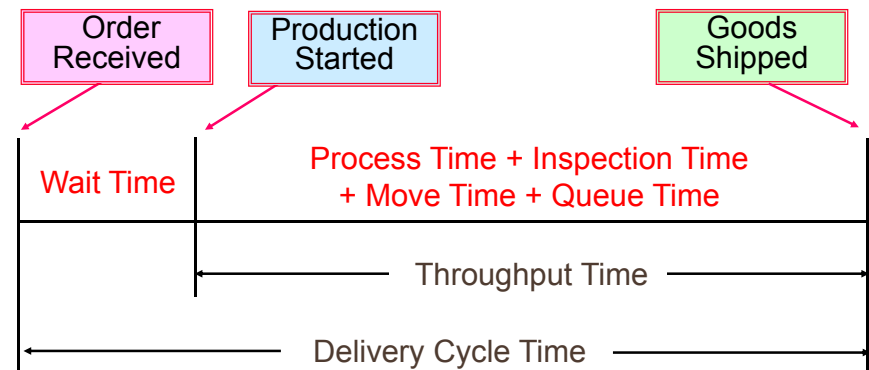 Order
Received
Production
Started
Goods
Shipped
Wait Time
Process Time + Inspection Time
+ Move Time + Queue Time
Throughput Time
Delivery Cycle Time